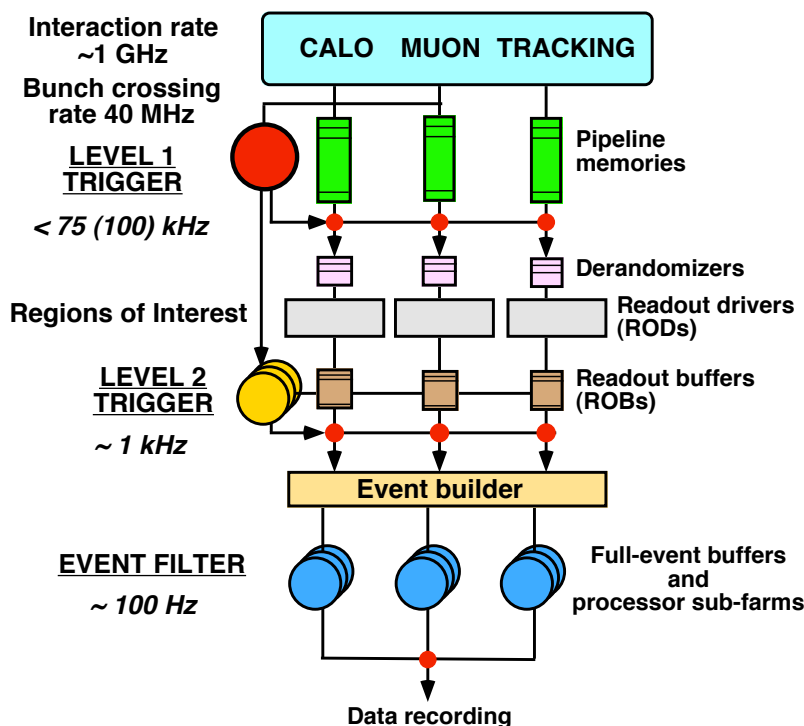 Interaction rate
~1 GHz
CALO MUON TRACKING
Bunch crossing
rate 40 MHz
Pipeline
memories
LEVEL 1
TRIGGER
< 75 (100) kHz
Derandomizers
Regions of Interest
Readout drivers
(RODs)
LEVEL 2
TRIGGER
Readout buffers
(ROBs)
~ 1 kHz
Event builder
EVENT FILTER
~ 100 Hz
Full-event buffers
and
processor sub-farms
Data recording